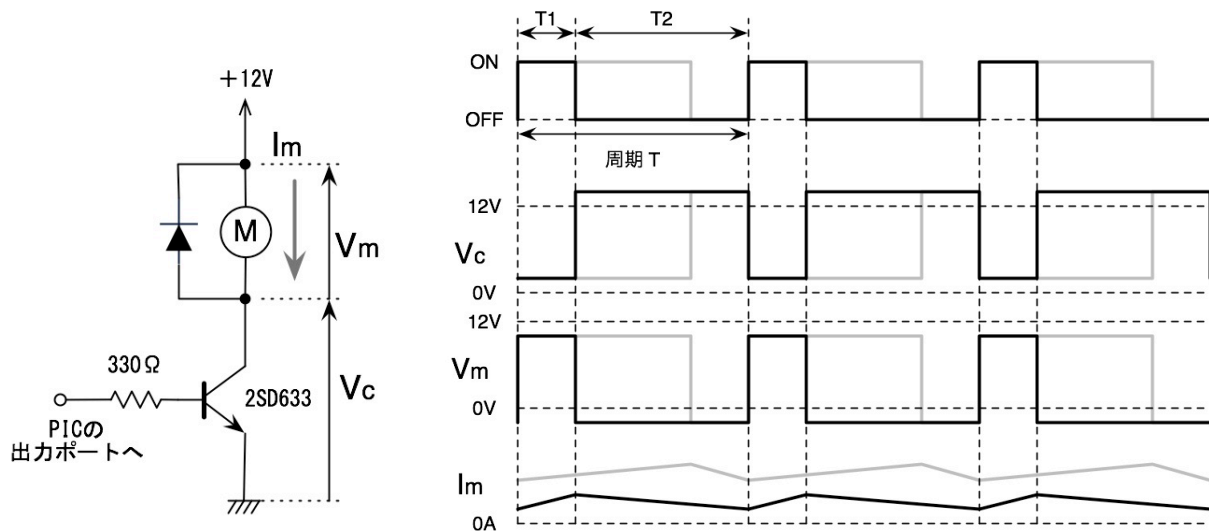 +12V
Im
M
Vm
330Ω
2SD633
Vc
PICの
出力ポートへ
T1
T2
ON
OFF
周期 T
12V
Vc
0V
12V
Vm
0V
Im
0A